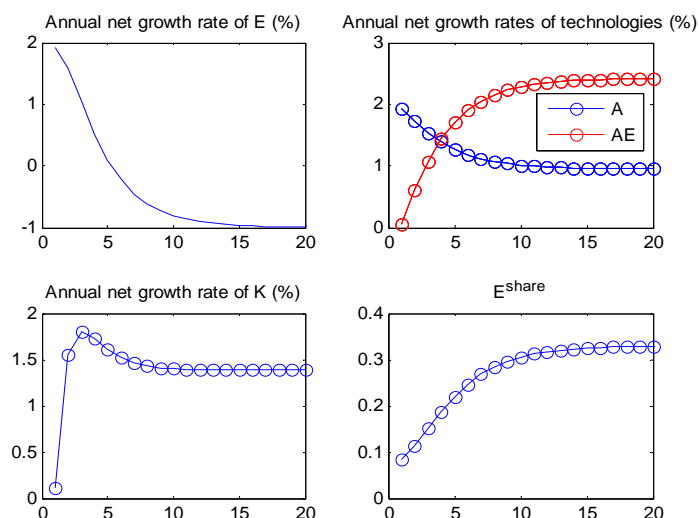 Annual net growth rate of E (%)
2
1
0
-1
0 5 10 15 20
Annual net growth rates of technologies (%)
3
2
1
0
A
AE
0 5 10 15 20
Annual net growth rate of K (%)
2
1.5
1
0.5
0
0 5 10 15 20
E^share
0.4
0.3
0.2
0.1
0
0 5 10 15 20